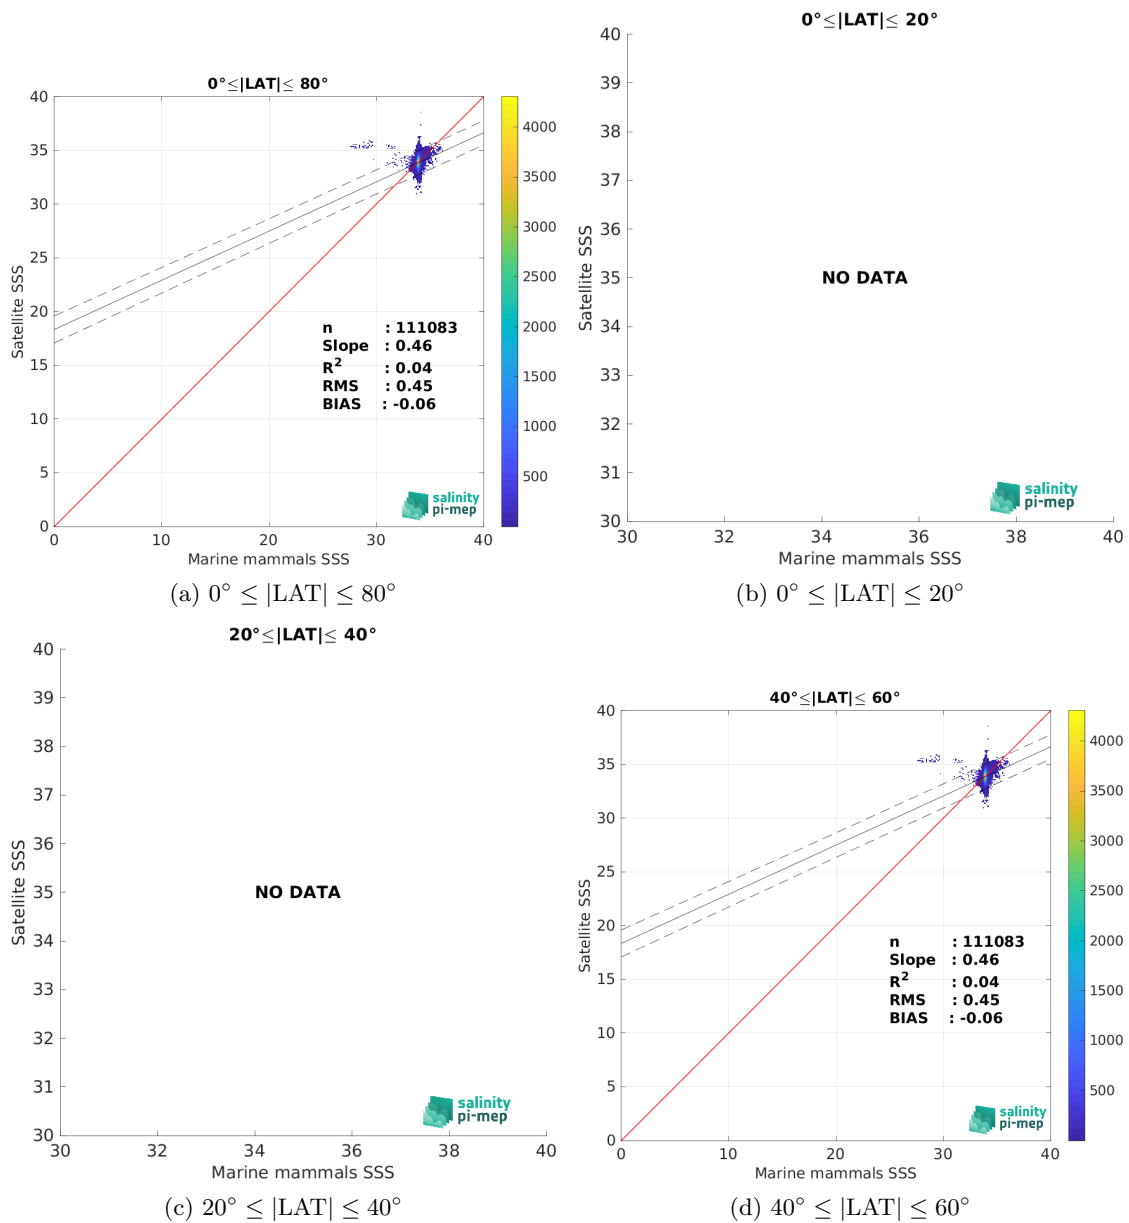 0°≤|LAT|≤ 80°
40
35
30
25
20
15
10
5
0
Satellite SSS
n : 111083
Slope : 0.46
R² : 0.04
RMS : 0.45
BIAS : -0.06
salinity
pi-mep
0 10 20 30 40
Marine mammals SSS
4000
3500
3000
2500
2000
1500
1000
500
(a) 0° ≤ |LAT| ≤ 80°
0°≤|LAT|≤ 20°
40
39
38
37
36
35
34
33
32
31
30
Satellite SSS
NO DATA
salinity
pi-mep
30 32 34 36 38 40
Marine mammals SSS
(b) 0° ≤ |LAT| ≤ 20°
20°≤|LAT|≤ 40°
40
39
38
37
36
35
34
33
32
31
30
Satellite SSS
NO DATA
salinity
pi-mep
30 32 34 36 38 40
Marine mammals SSS
(c) 20° ≤ |LAT| ≤ 40°
40°≤|LAT|≤ 60°
40
35
30
25
20
15
10
5
0
Satellite SSS
n : 111083
Slope : 0.46
R² : 0.04
RMS : 0.45
BIAS : -0.06
salinity
pi-mep
0 10 20 30 40
Marine mammals SSS
4000
3500
3000
2500
2000
1500
1000
500
(d) 40° ≤ |LAT| ≤ 60°